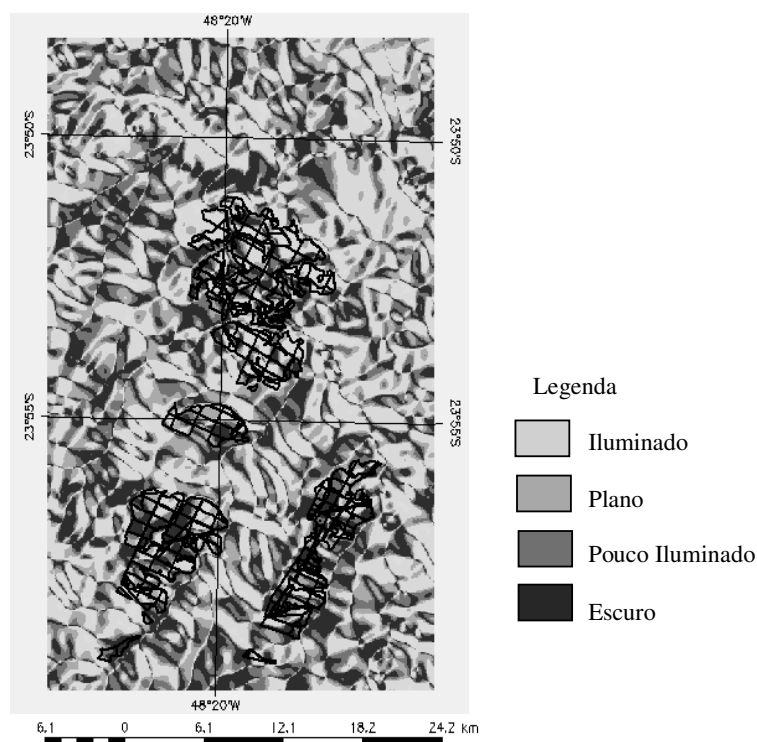 48°20'W
23°50'S
23°50'S
23°55'S
23°55'S
48°20'W
6.1 0 6.1 12.1 18.2 24.2 km
Legenda
Iluminado
Plano
Pouco Iluminado
Escuro